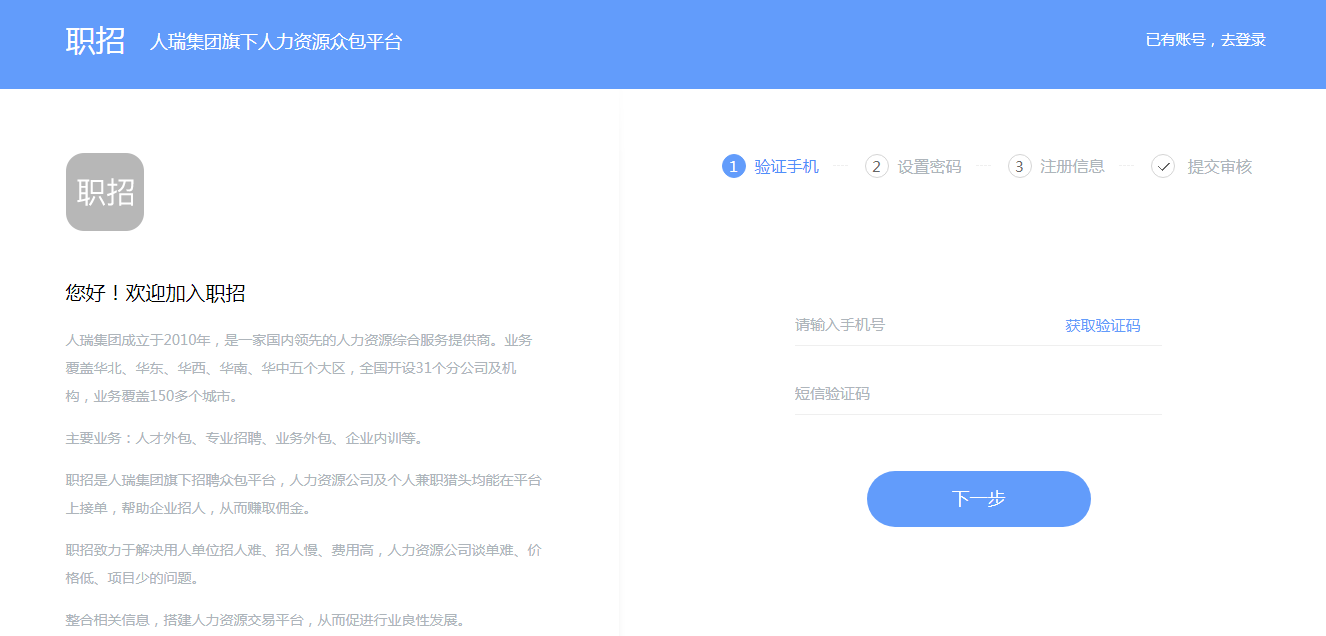 职招
人瑞集团旗下人力资源众包平台
已有账号，去登录
职招
您好！欢迎加入职招
人瑞集团成立于2010年，是一家国内领先的人力资源综合服务提供商。业务
覆盖华北、华东、华西、华南、华中五个大区，全国开设31个分公司及机
构，业务覆盖150多个城市。
主要业务：人才外包、专业招聘、业务外包、企业内训等。
职招是人瑞集团旗下招聘众包平台，人力资源公司及个人兼职猎头均能在平台
上接单，帮助企业招人，从而赚取佣金。
职招致力于解决用人单位招人难、招人慢、费用高，人力资源公司谈单难、价
格低、项目少的问题。
整合相关信息，搭建人力资源交易平台，从而促进行业良性发展。
1 验证手机
2 设置密码
3 注册信息
提交审核
请输入手机号
获取验证码
短信验证码
下一步